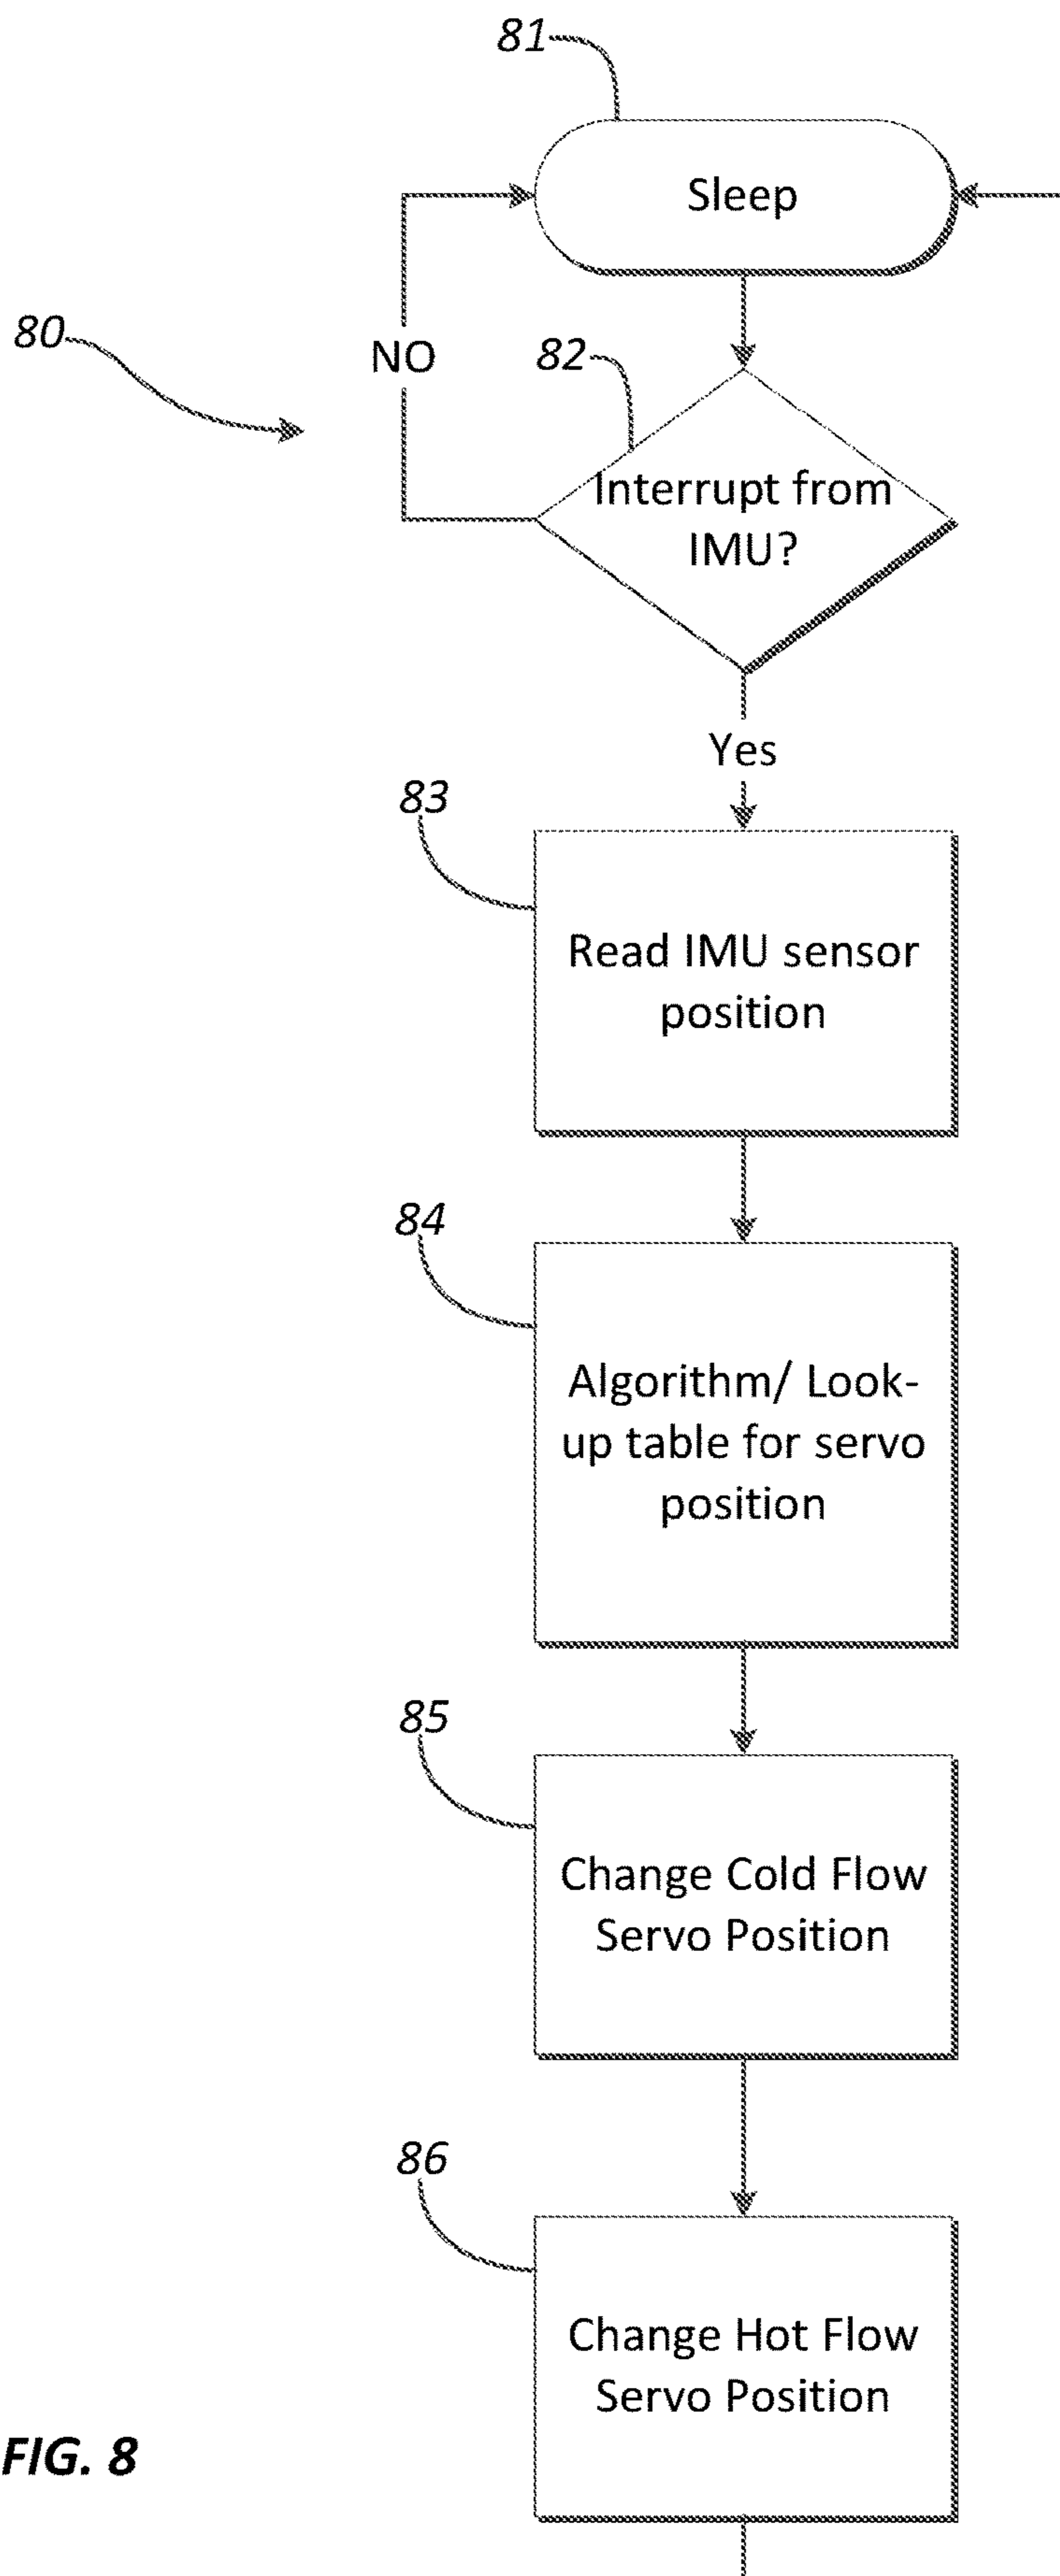 81
Sleep
80
NO
82
Interrupt from
IMU?
Yes
83
Read IMU sensor
position
84
Algorithm/ Look-
up table for servo
position
85
Change Cold Flow
Servo Position
86
Change Hot Flow
Servo Position
FIG. 8